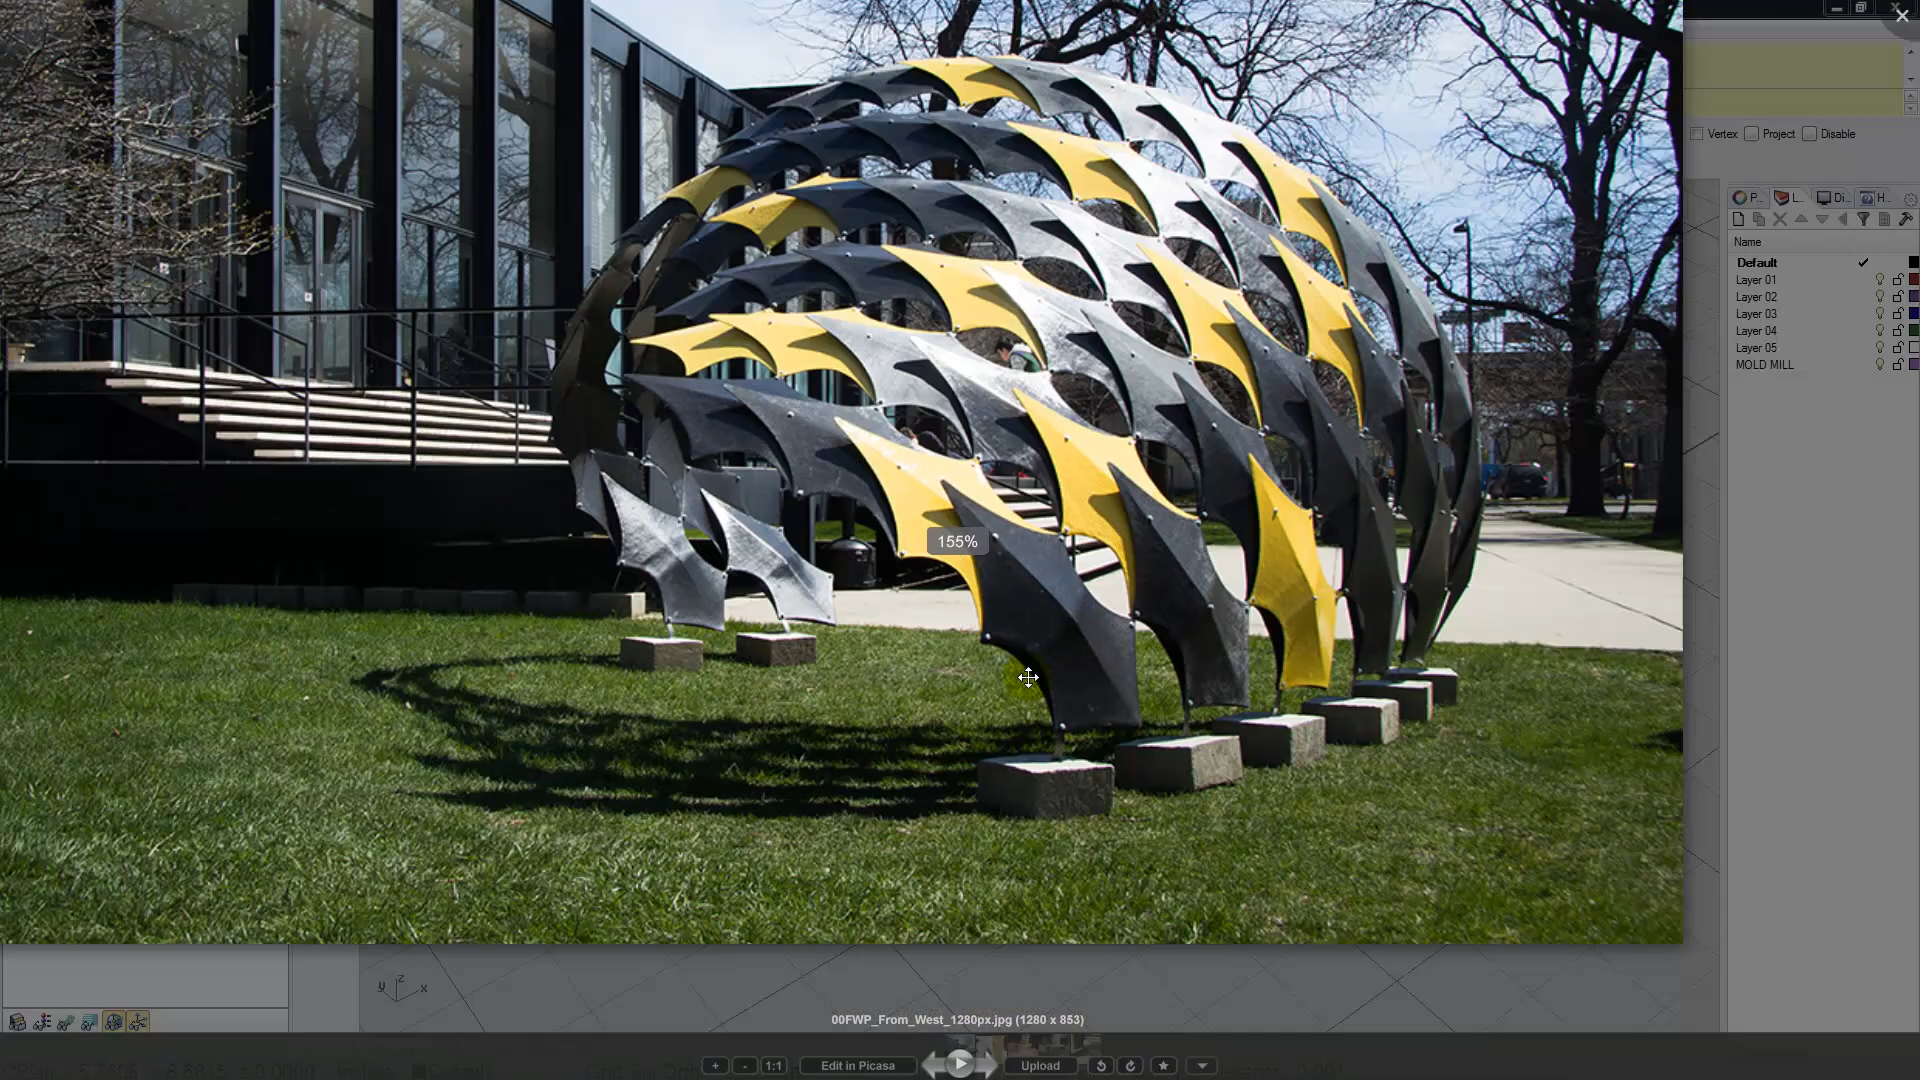 Vertex Project Disable
P... L... Di... H...
Name
Default
Layer 01
Layer 02
Layer 03
Layer 04
Layer 05
MOLD MILL
155%
z
y x
00FWP_From_West_1280px.jpg (1280 x 853)
+ - 1:1 Edit in Picasa Upload